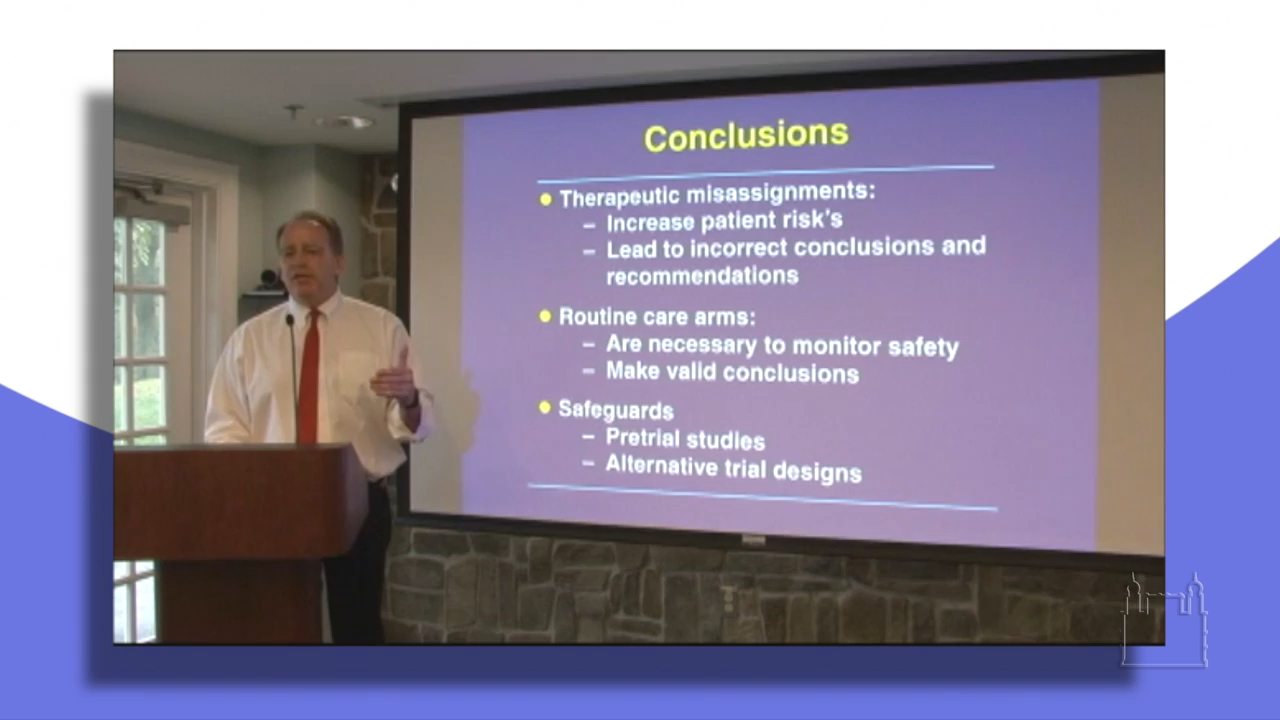 Conclusions
● Therapeutic misassignments:
– Increase patient risk's
– Lead to incorrect conclusions and
recommendations
● Routine care arms:
– Are necessary to monitor safety
– Make valid conclusions
● Safeguards
– Pretrial studies
– Alternative trial designs